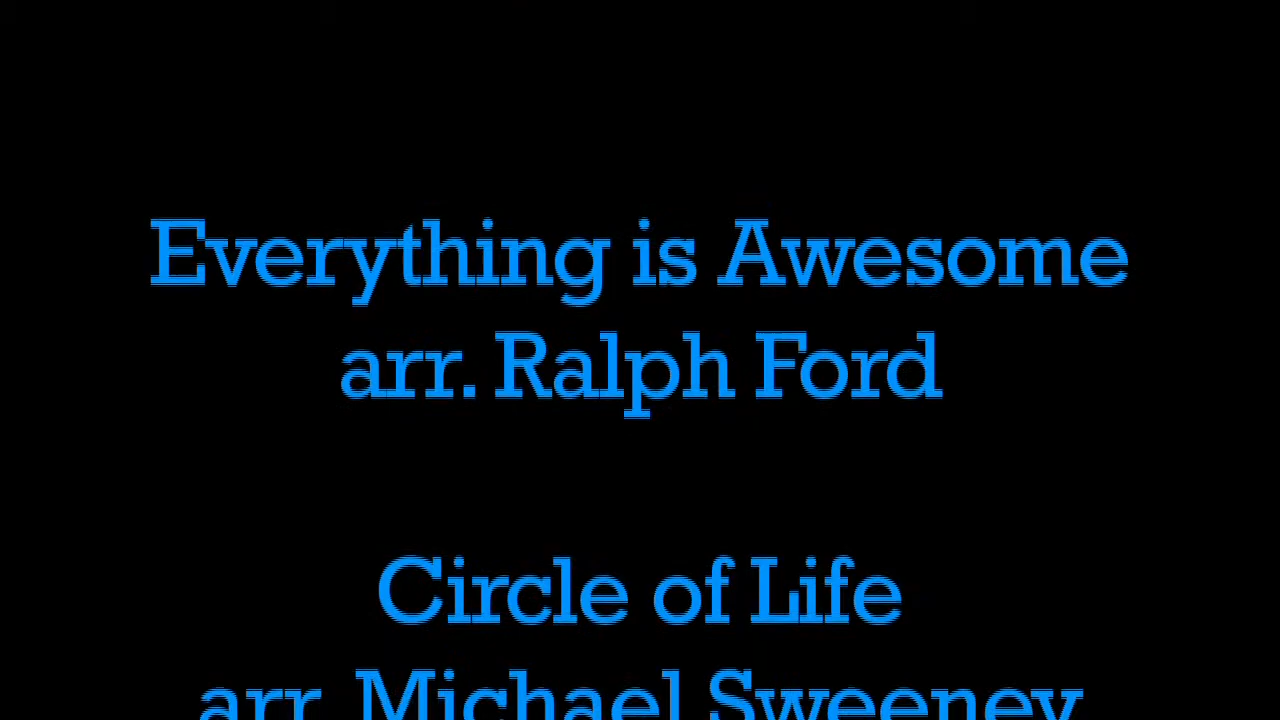 Everything is Awesome
arr. Ralph Ford
Circle of Life
arr. Michael Sweeney